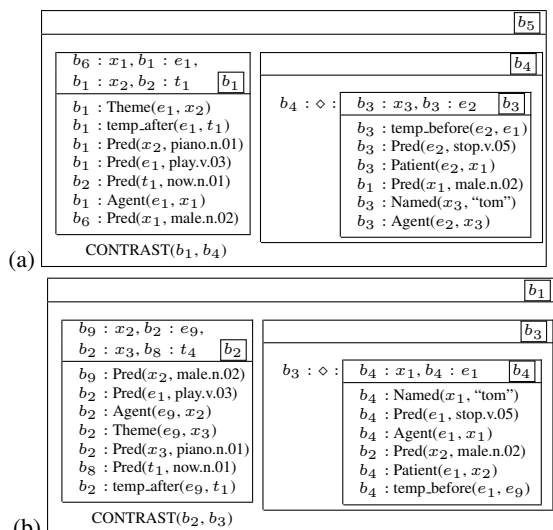 b₅
b₆ : x₁, b₁ : e₁,
b₁ : x₂, b₂ : t₁ b₁
b₁ : Theme(e₁, x₂)
b₁ : temp_after(e₁, t₁)
b₁ : Pred(x₂, piano.n.01)
b₁ : Pred(e₁, play.v.03)
b₂ : Pred(t₁, now.n.01)
b₁ : Agent(e₁, x₁)
b₆ : Pred(x₁, male.n.02)
CONTRAST(b₁, b₄)
b₄
b₄ : ⋄ :
b₃ : x₃, b₃ : e₂ b₃
b₃ : temp_before(e₂, e₁)
b₃ : Pred(e₂, stop.v.05)
b₃ : Patient(e₂, x₁)
b₁ : Pred(x₁, male.n.02)
b₃ : Named(x₃, “tom”)
b₃ : Agent(e₂, x₃)
(a)
b₁
b₉ : x₂, b₂ : e₉,
b₂ : x₃, b₈ : t₄ b₂
b₉ : Pred(x₂, male.n.02)
b₂ : Pred(e₁, play.v.03)
b₂ : Agent(e₉, x₂)
b₂ : Theme(e₉, x₃)
b₂ : Pred(x₃, piano.n.01)
b₈ : Pred(t₁, now.n.01)
b₂ : temp_after(e₉, t₁)
CONTRAST(b₂, b₃)
b₃
b₃ : ⋄ :
b₄ : x₁, b₄ : e₁ b₄
b₄ : Named(x₁, “tom”)
b₄ : Pred(e₁, stop.v.05)
b₄ : Agent(e₁, x₁)
b₂ : Pred(x₂, male.n.02)
b₄ : Patient(e₁, x₂)
b₄ : temp_before(e₁, e₉)
(b)